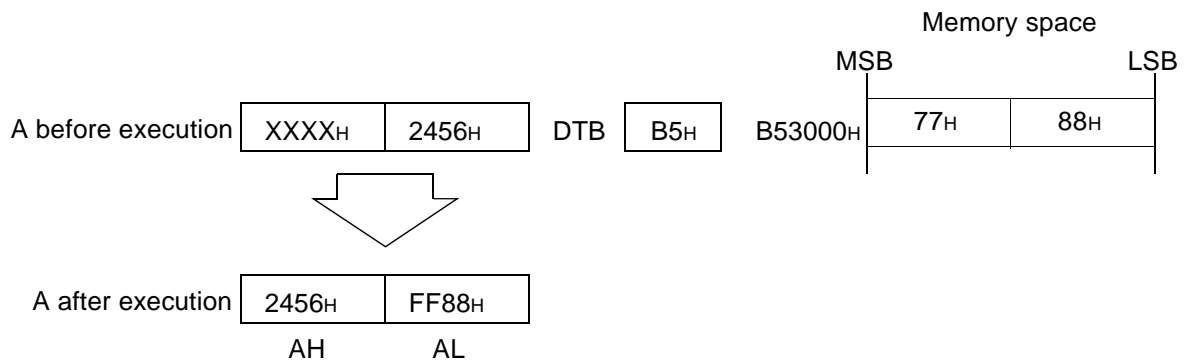 Memory space
MSB LSB
A before execution XXXXH 2456H DTB B5H B53000H 77H 88H
A after execution 2456H FF88H
AH AL